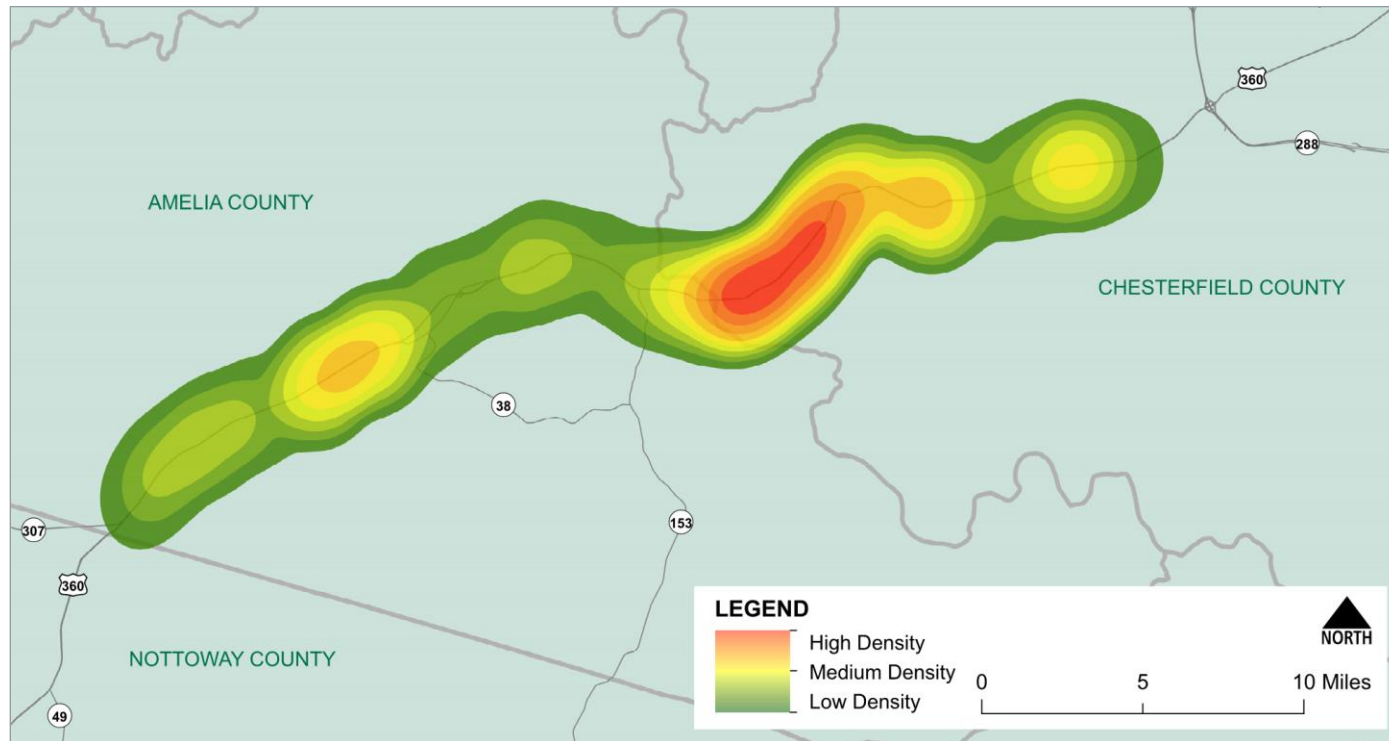 360
288
AMELIA COUNTY
CHESTERFIELD COUNTY
38
153
307
360
NOTTOWAY COUNTY
49
LEGEND
High Density
Medium Density
Low Density
NORTH
0 5 10 Miles